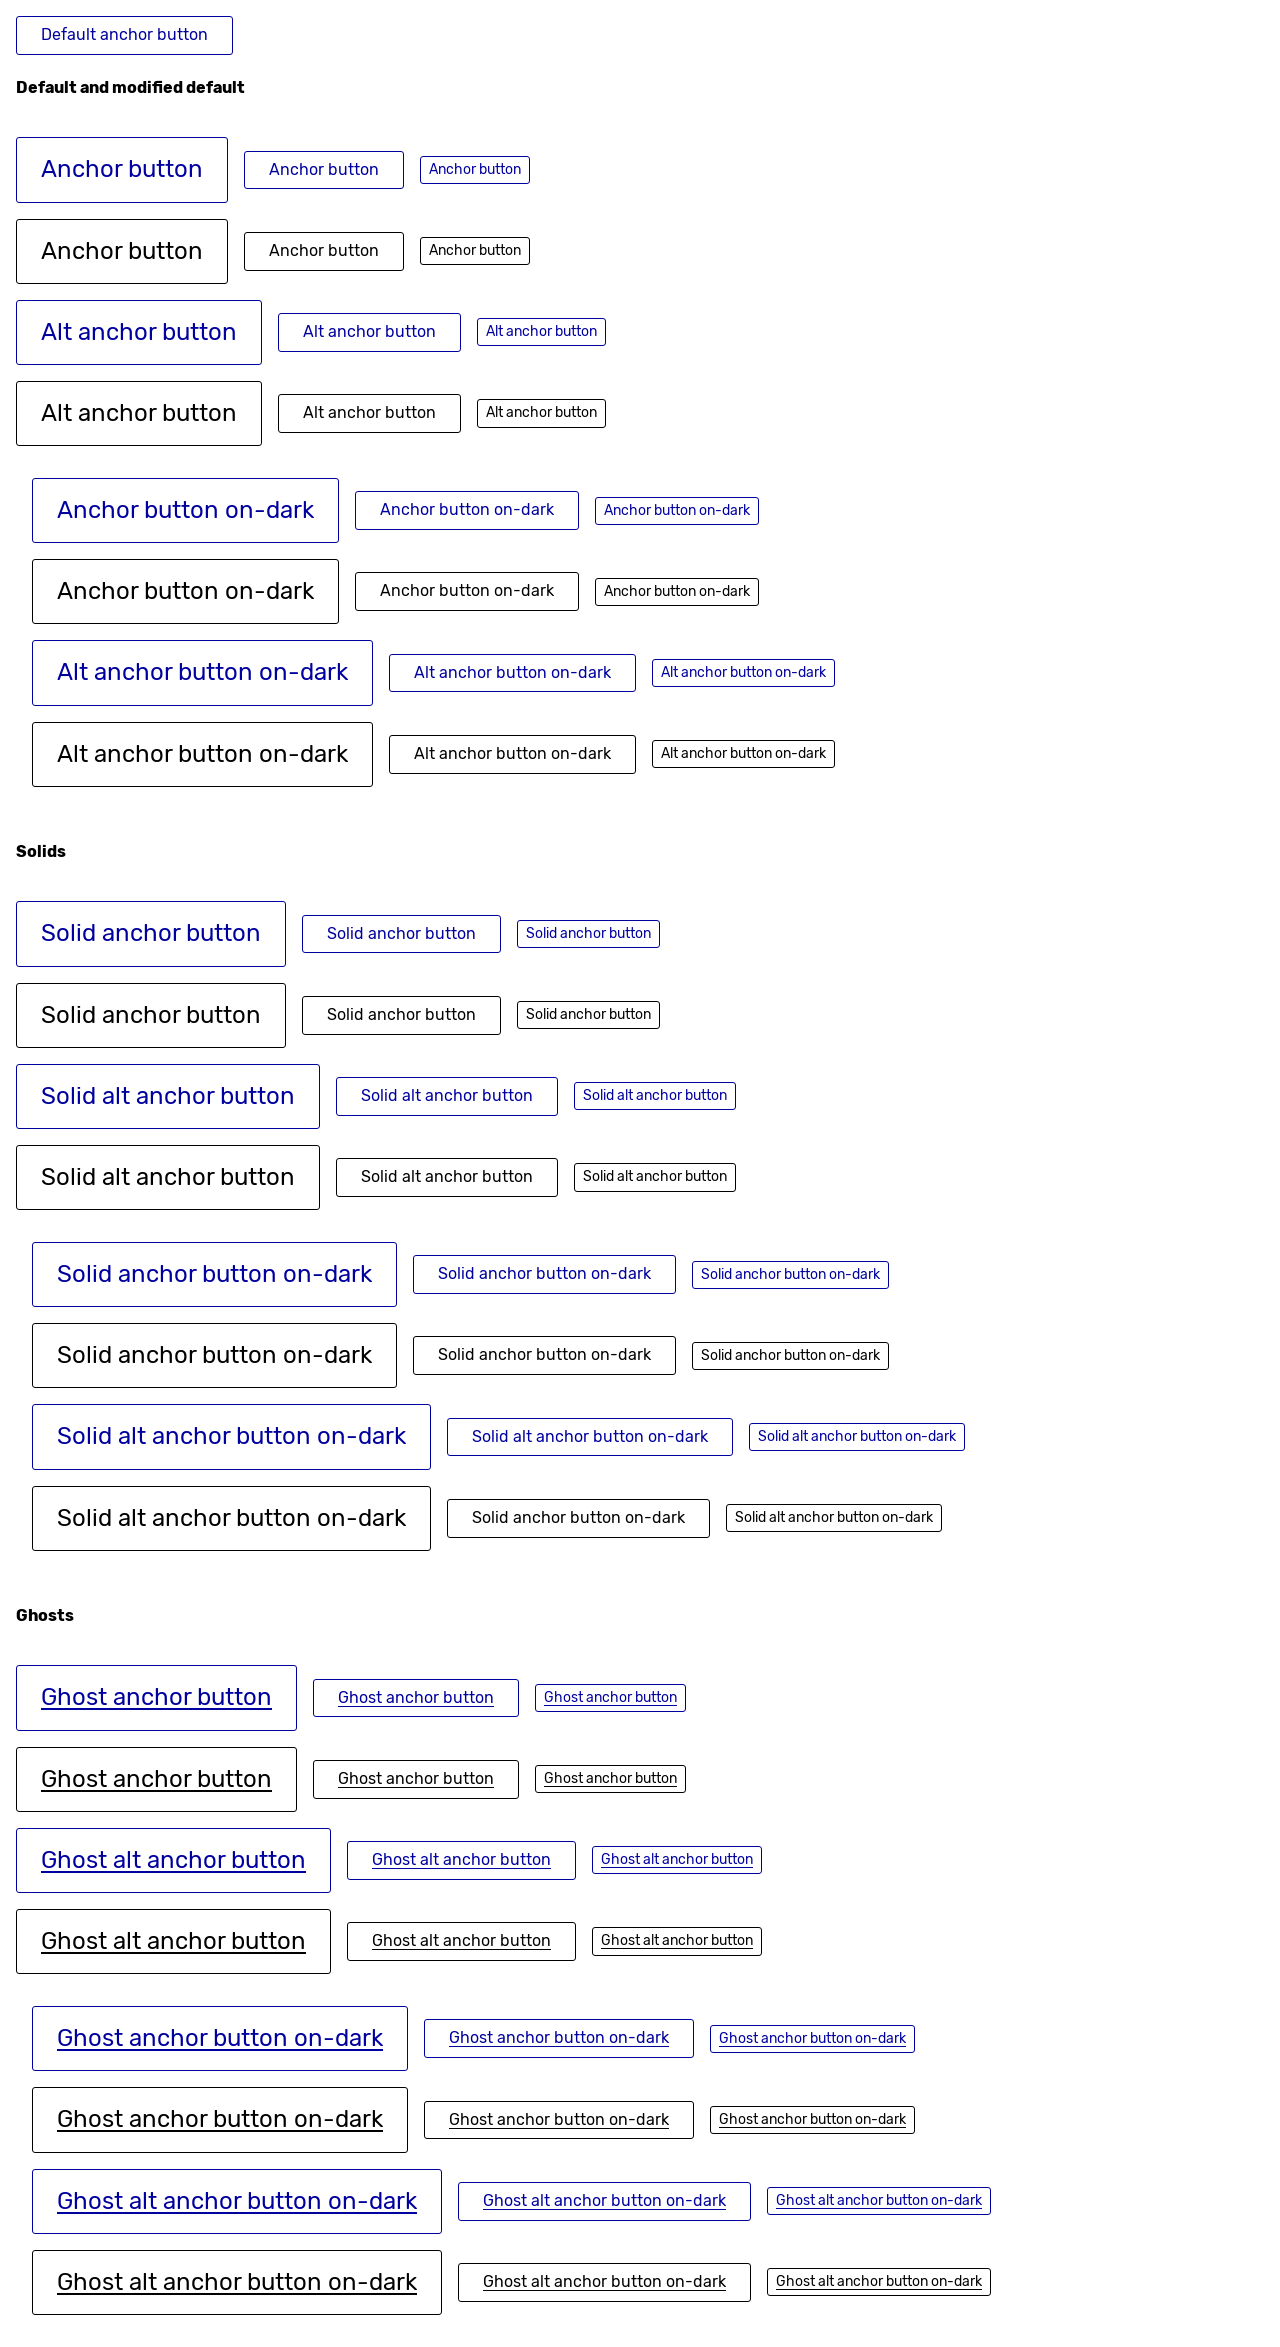 Default anchor button
Default and modified default
Anchor button Anchor button Anchor button
Anchor button Anchor button Anchor button
Alt anchor button Alt anchor button Alt anchor button
Alt anchor button Alt anchor button Alt anchor button
Anchor button on-dark Anchor button on-dark Anchor button on-dark
Anchor button on-dark Anchor button on-dark Anchor button on-dark
Alt anchor button on-dark Alt anchor button on-dark Alt anchor button on-dark
Alt anchor button on-dark Alt anchor button on-dark Alt anchor button on-dark
Solids
Solid anchor button Solid anchor button Solid anchor button
Solid anchor button Solid anchor button Solid anchor button
Solid alt anchor button Solid alt anchor button Solid alt anchor button
Solid alt anchor button Solid alt anchor button Solid alt anchor button
Solid anchor button on-dark Solid anchor button on-dark Solid anchor button on-dark
Solid anchor button on-dark Solid anchor button on-dark Solid anchor button on-dark
Solid alt anchor button on-dark Solid alt anchor button on-dark Solid alt anchor button on-dark
Solid alt anchor button on-dark Solid anchor button on-dark Solid alt anchor button on-dark
Ghosts
Ghost anchor button Ghost anchor button Ghost anchor button
Ghost anchor button Ghost anchor button Ghost anchor button
Ghost alt anchor button Ghost alt anchor button Ghost alt anchor button
Ghost alt anchor button Ghost alt anchor button Ghost alt anchor button
Ghost anchor button on-dark Ghost anchor button on-dark Ghost anchor button on-dark
Ghost anchor button on-dark Ghost anchor button on-dark Ghost anchor button on-dark
Ghost alt anchor button on-dark Ghost alt anchor button on-dark Ghost alt anchor button on-dark
Ghost alt anchor button on-dark Ghost alt anchor button on-dark Ghost alt anchor button on-dark